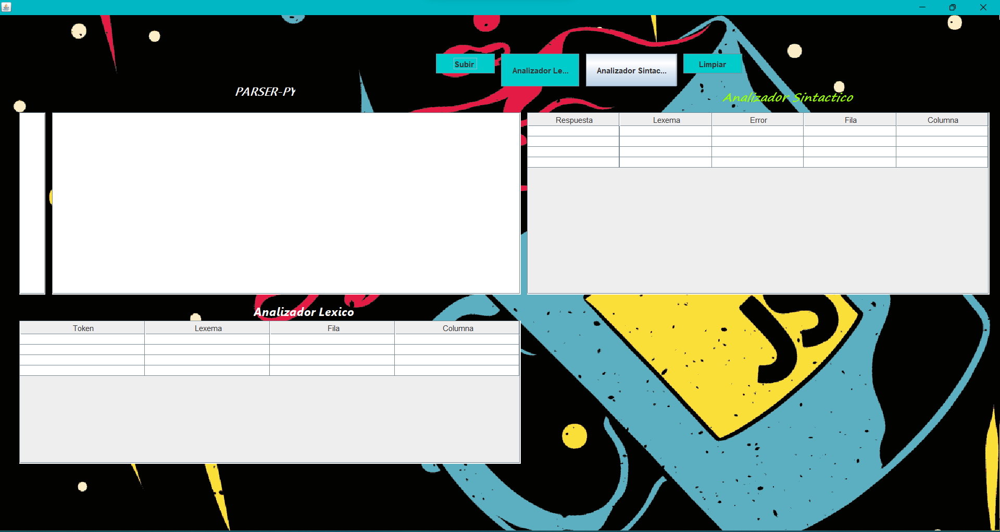 Subir
Analizador Le...
Analizador Sintac...
Limpiar
PARSER-PY
Analizador Sintactico
Respuesta Lexema Error Fila Columna
Analizador Lexico
Token Lexema Fila Columna
JS